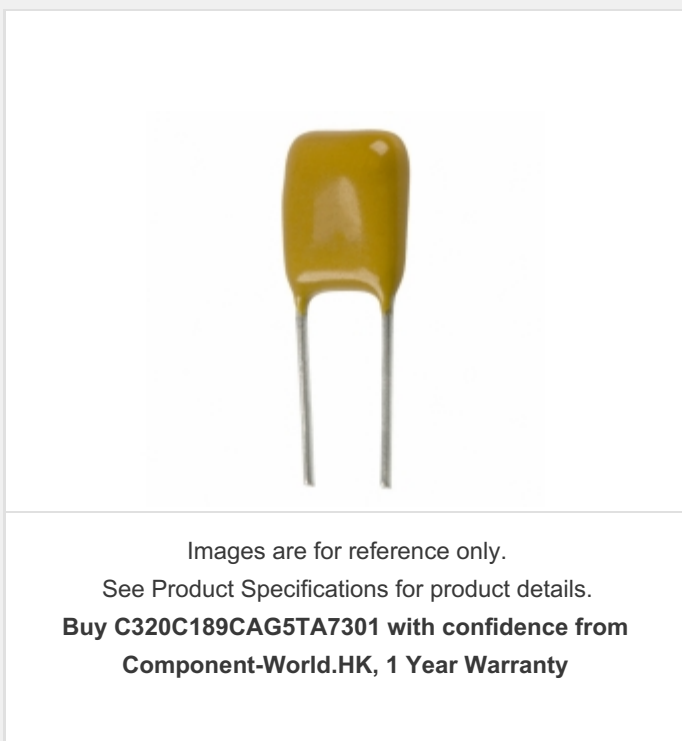 Images are for reference only.
See Product Specifications for product details.
Buy C320C189CAG5TA7301 with confidence from
Component-World.HK, 1 Year Warranty